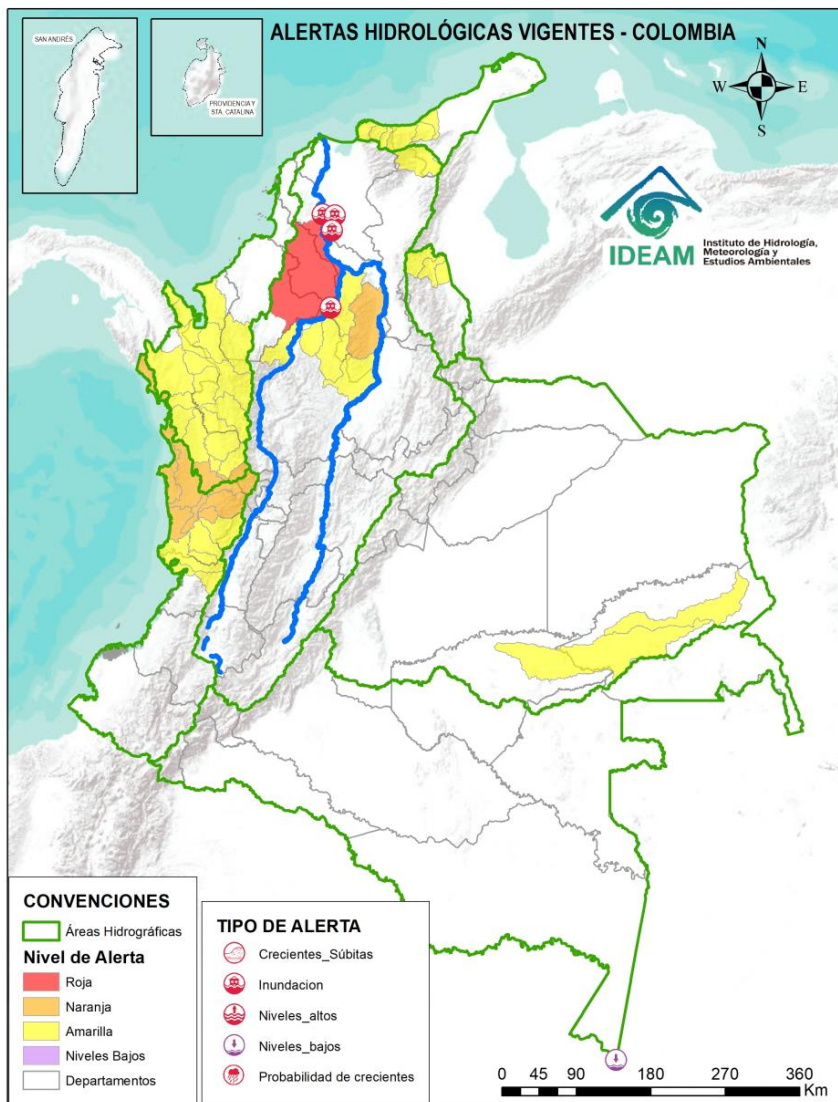 ALERTAS HIDROLÓGICAS VIGENTES - COLOMBIA
SAN ANDRÉS
PROVIDENCIA Y
STA. CATALINA
N
W E
S
IDEAM
Instituto de Hidrología,
Meteorología y
Estudios Ambientales
CONVENCIONES
Áreas Hidrográficas
Nivel de Alerta
Roja
Naranja
Amarilla
Niveles Bajos
Departamentos
TIPO DE ALERTA
Crecientes_Súbitas
Inundacion
Niveles_altos
Niveles_bajos
Probabilidad de crecientes
0 45 90 180 270 360
Km